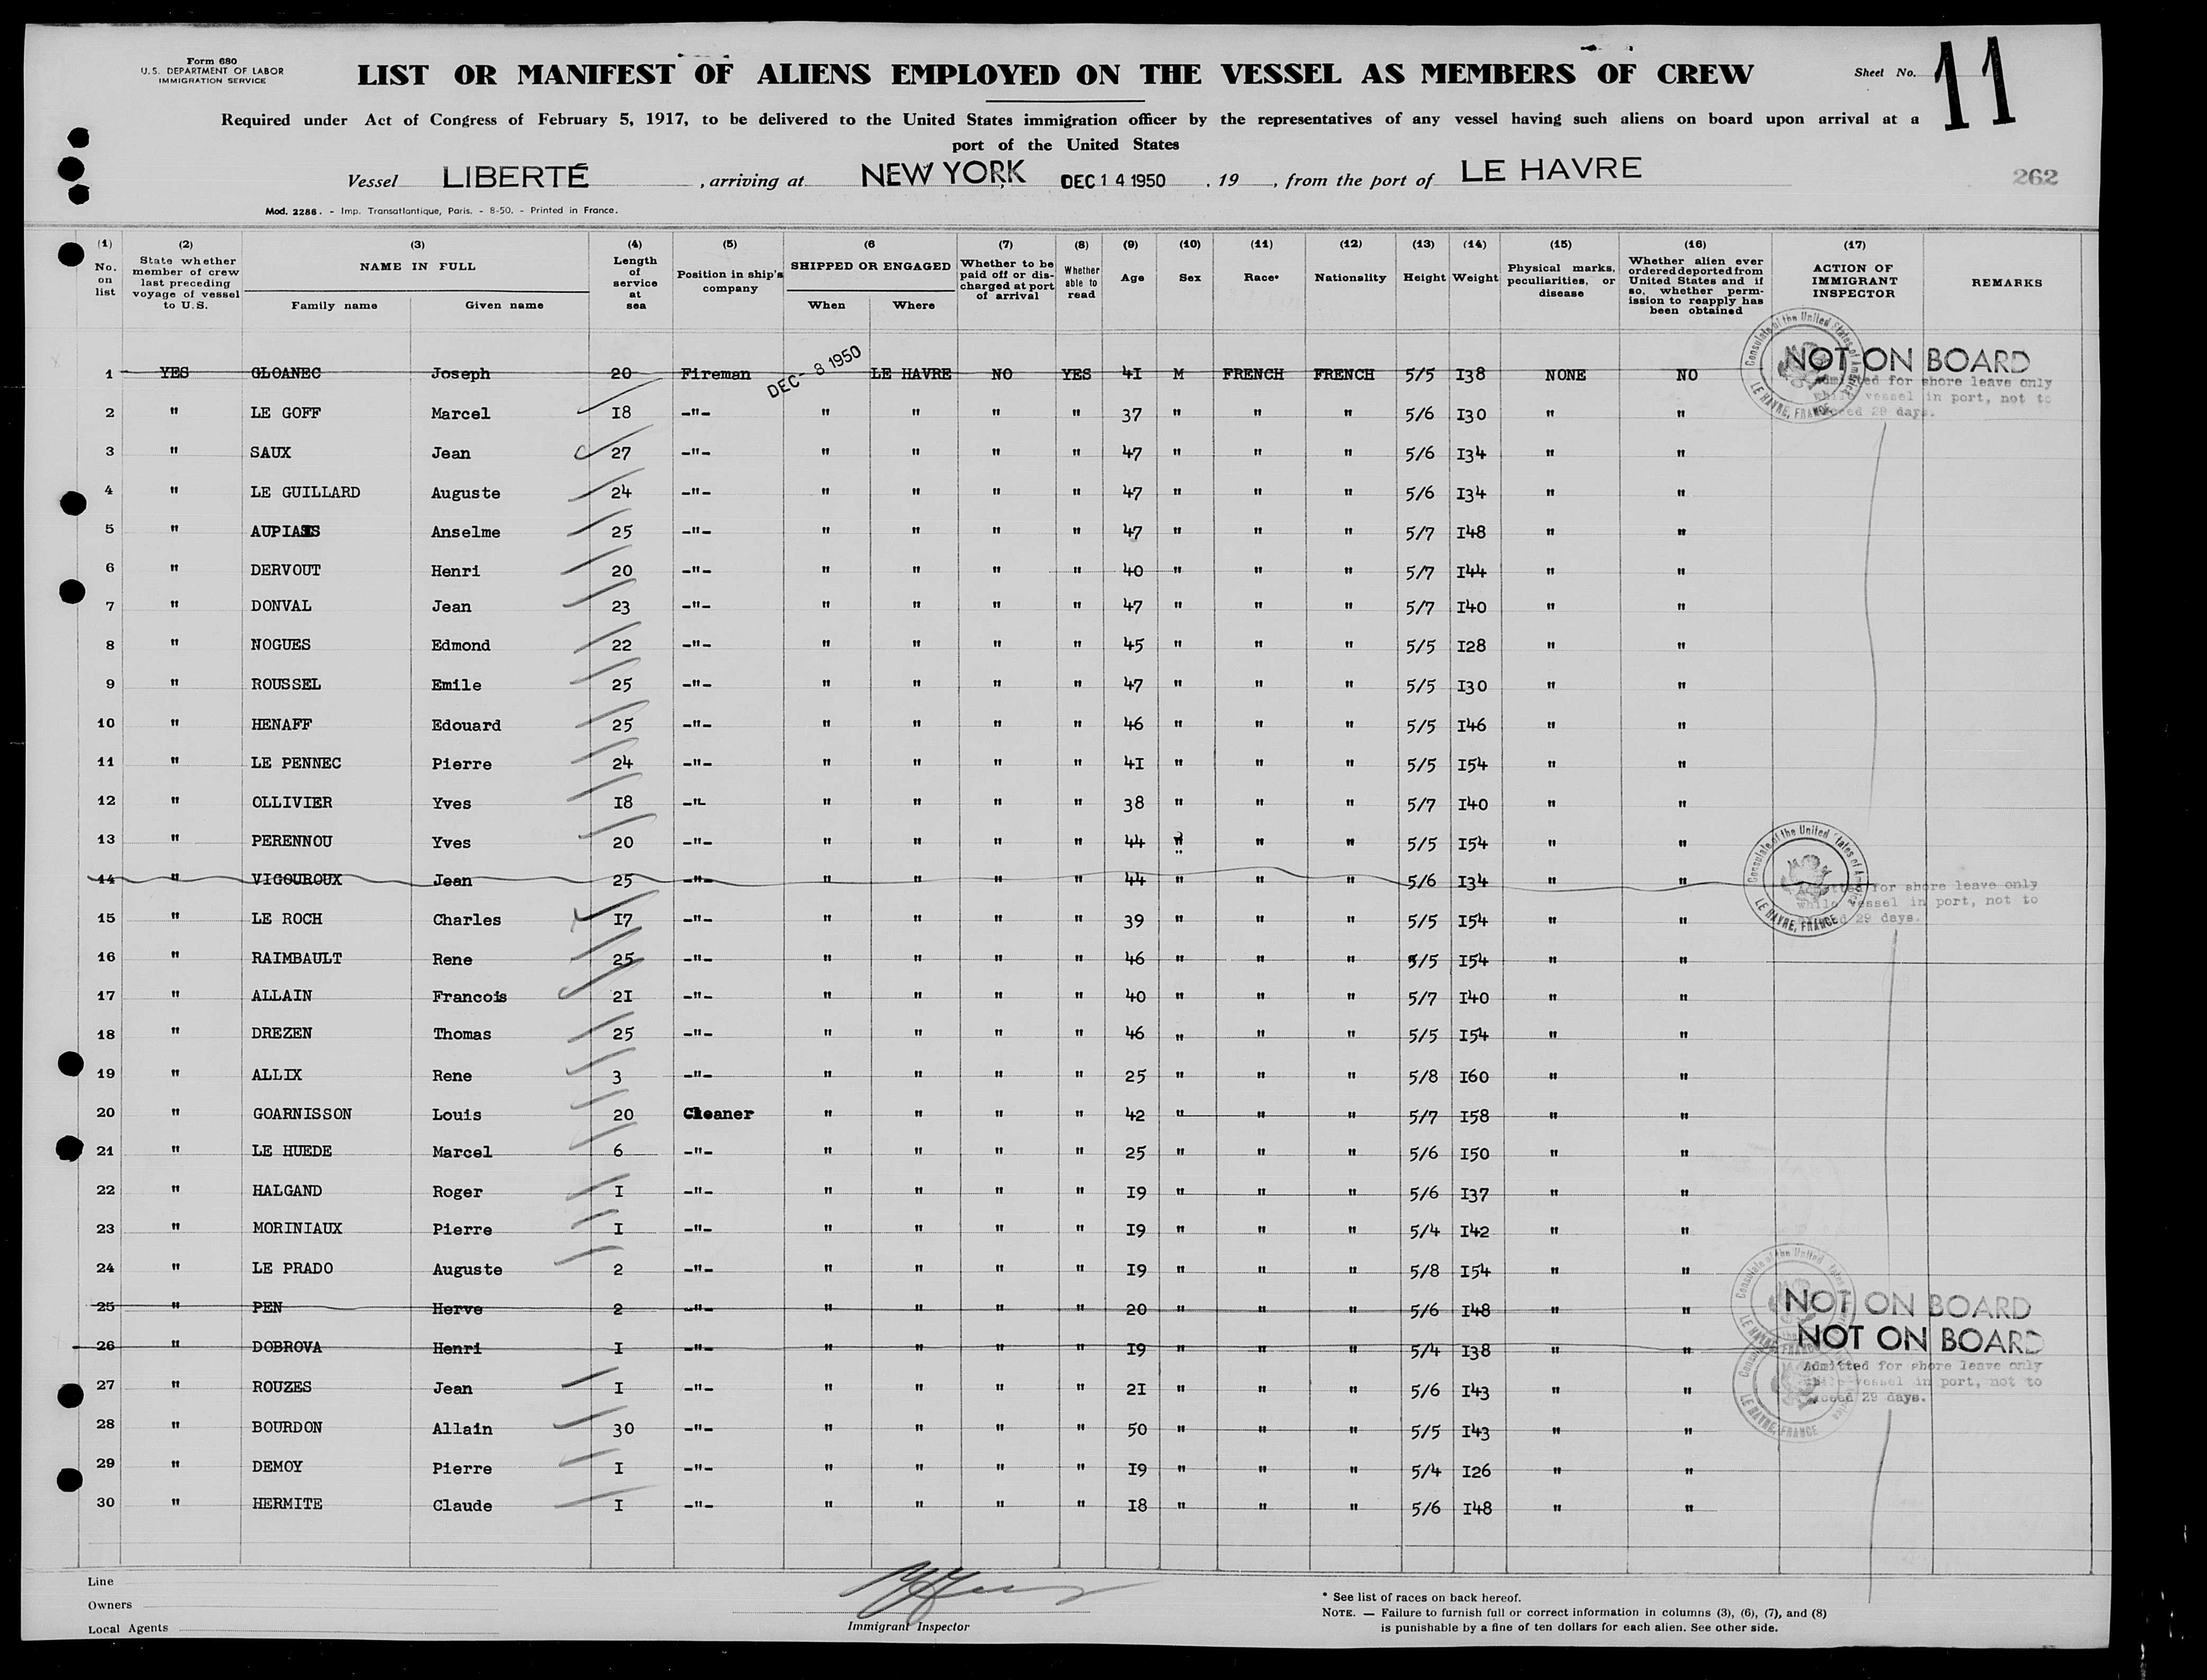 Form 680
U.S. DEPARTMENT OF LABOR
IMMIGRATION SERVICE
LIST OR MANIFEST OF ALIENS EMPLOYED ON THE VESSEL AS MEMBERS OF CREW
Sheet No. 11
Required under Act of Congress of February 5, 1917, to be delivered to the United States immigration officer by the representatives of any vessel having such aliens on board upon arrival at a
port of the United States
Vessel LIBERTÉ , arriving at NEW YORK DEC 14 1950 , 19 , from the port of LE HAVRE
262
Mod. 2286. - Imp. Transatlantique, Paris. - 8-50. - Printed in France.
(1) No. on list
(2) State whether member of crew last preceding voyage of vessel to U.S.
(3) NAME IN FULL
Family name Given name
(4) Length of service at sea
(5) Position in ship's company
(6 SHIPPED OR ENGAGED
When Where
(7) Whether to be paid off or discharged at port of arrival
(8) Whether able to read
(9) Age
(10) Sex
(11) Race*
(12) Nationality
(13) Height
(14) Weight
(15) Physical marks, peculiarities, or disease
(16) Whether alien ever ordered deported from United States and if so, whether permission to reapply has been obtained
(17) ACTION OF IMMIGRANT INSPECTOR
REMARKS
1 YES GLOANEC Joseph 20 Fireman DEC - 8 1950 LE HAVRE NO YES 41 M FRENCH FRENCH 5/5 138 NONE NO NOT ON BOARD
Consulate of the United States of America LE HAVRE, FRANCE
Admitted for shore leave only
while vessel in port, not to
exceed 29 days.
2 " LE GOFF Marcel 18 -"- " " " " 37 " " " 5/6 130 " "
3 " SAUX Jean 27 -"- " " " " 47 " " " 5/6 134 " "
4 " LE GUILLARD Auguste 24 -"- " " " " 47 " " " 5/6 134 " "
5 " Anselme 25 -"- " " " " 47 " " " 5/7 148 " "
6 " DERVOUT Henri 20 -"- " " " " 40 " " " 5/7 144 " "
7 " DONVAL Jean 23 -"- " " " " 47 " " " 5/7 140 " "
8 " NOGUES Edmond 22 -"- " " " " 45 " " " 5/5 128 " "
9 " ROUSSEL Emile 25 -"- " " " " 47 " " " 5/5 130 " "
10 " HENAFF Edouard 25 -"- " " " " 46 " " " 5/5 146 " "
11 " LE PENNEC Pierre 24 -"- " " " " 41 " " " 5/5 154 " "
12 " OLLIVIER Yves 18 -"- " " " " 38 " " " 5/7 140 " "
13 " PERENNOU Yves 20 -"- " " " " 44 " " " 5/5 154 " "
14 " VIGOUROUX Jean 25 -"- " " " " 44 " " " 5/6 134 " "
Consulate of the United States of America LE HAVRE, FRANCE
Admitted for shore leave only
while vessel in port, not to
exceed 29 days.
15 " LE ROCH Charles 17 -"- " " " " 39 " " " 5/5 154 " "
16 " RAIMBAULT Rene 25 -"- " " " " 46 " " " 5/5 154 " "
17 " ALLAIN Francois 21 -"- " " " " 40 " " " 5/7 140 " "
18 " DREZEN Thomas 25 -"- " " " " 46 " " " 5/5 154 " "
19 " ALLIX Rene 3 -"- " " " " 25 " " " 5/8 160 " "
20 " GOARNISSON Louis 20 Cleaner " " " " 42 " " " 5/7 158 " "
21 " LE HUEDE Marcel 6 -"- " " " " 25 " " " 5/6 150 " "
22 " HALGAND Roger 1 -"- " " " " 19 " " " 5/6 137 " "
23 " MORINIAUX Pierre 1 -"- " " " " 19 " " " 5/4 142 " "
24 " LE PRADO Auguste 2 -"- " " " " 19 " " " 5/8 154 " "
25 " PEN Herve 2 -"- " " " " 20 " " " 5/6 148 " " NOT ON BOARD
26 " DOBROVA Henri 1 -"- " " " " 19 " " " 5/4 138 " " NOT ON BOARD
Admitted for shore leave only
while vessel in port, not to
exceed 29 days.
27 " ROUZES Jean 1 -"- " " " " 21 " " " 5/6 143 " "
28 " BOURDON Allain 30 -"- " " " " 50 " " " 5/5 143 " "
29 " DEMOY Pierre 1 -"- " " " " 19 " " " 5/4 126 " "
30 " HERMITE Claude 1 -"- " " " " 18 " " " 5/6 148 " "
Line
Owners
Local Agents
Immigrant Inspector
* See list of races on back hereof.
NOTE. — Failure to furnish full or correct information in columns (3), (6), (7), and (8)
is punishable by a fine of ten dollars for each alien. See other side.